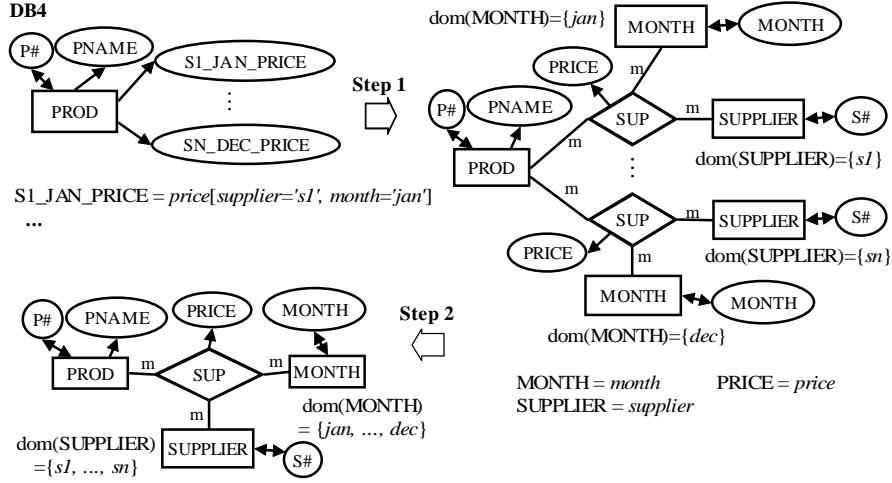 DB4
P#
PNAME
S1_JAN_PRICE
⋮
SN_DEC_PRICE
PROD
S1_JAN_PRICE = price[supplier='s1', month='jan']
...
Step 1
dom(MONTH)={jan}
MONTH
MONTH
m
PRICE
P#
PNAME
SUP
m
SUPPLIER
S#
PROD
m
dom(SUPPLIER)={s1}
⋮
m
SUP
m
SUPPLIER
S#
PRICE
m
dom(SUPPLIER)={sn}
MONTH
MONTH
dom(MONTH)={dec}
MONTH = month
PRICE = price
SUPPLIER = supplier
Step 2
P#
PNAME
PRICE
MONTH
PROD
m
SUP
m
MONTH
m
dom(MONTH)
= {jan, ..., dec}
dom(SUPPLIER)
={s1, ..., sn}
SUPPLIER
S#